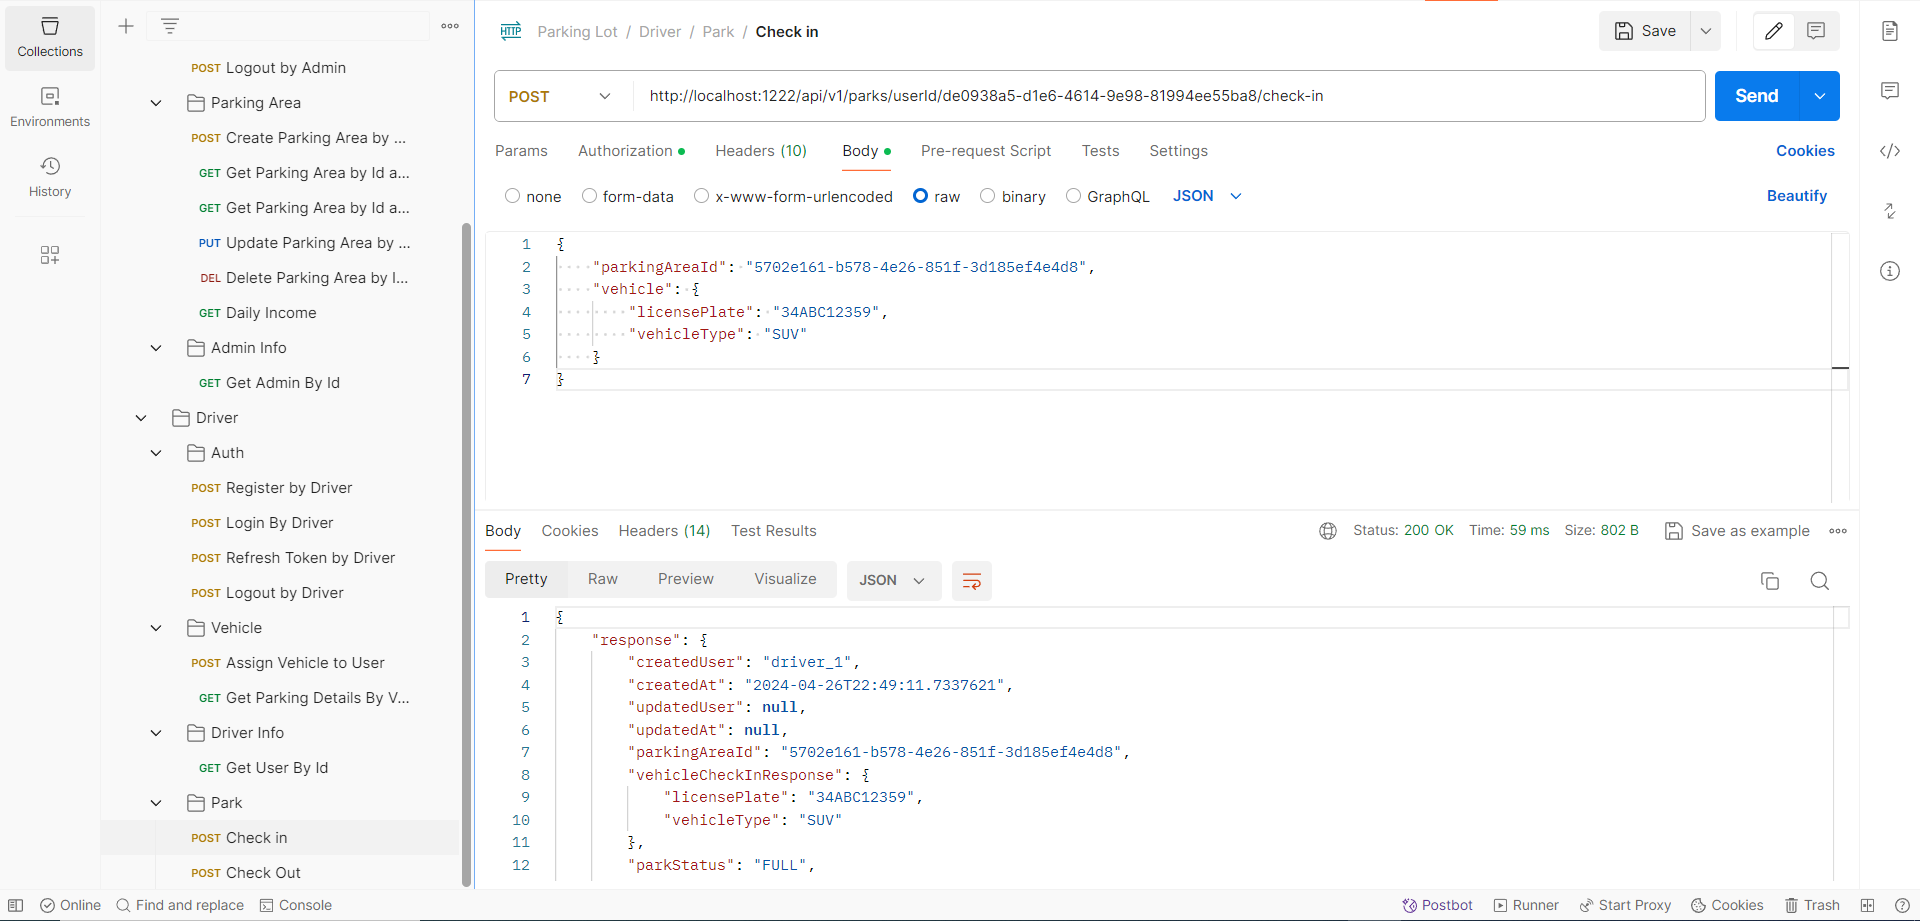 Collections
Environments
History
POST Logout by Admin
Parking Area
POST Create Parking Area by ...
GET Get Parking Area by Id a...
GET Get Parking Area by Id a...
PUT Update Parking Area by ...
DEL Delete Parking Area by I...
GET Daily Income
Admin Info
GET Get Admin By Id
Driver
Auth
POST Register by Driver
POST Login By Driver
POST Refresh Token by Driver
POST Logout by Driver
Vehicle
POST Assign Vehicle to User
GET Get Parking Details By V...
Driver Info
GET Get User By Id
Park
POST Check in
POST Check Out
HTTP Parking Lot / Driver / Park / Check in
Save
POST http://localhost:1222/api/v1/parks/userId/de0938a5-d1e6-4614-9e98-81994ee55ba8/check-in
Send
Params Authorization Headers (10) Body Pre-request Script Tests Settings Cookies
none form-data x-www-form-urlencoded raw binary GraphQL JSON Beautify
1 {
2 "parkingAreaId": "5702e161-b578-4e26-851f-3d185ef4e4d8",
3 "vehicle": {
4 "licensePlate": "34ABC12359",
5 "vehicleType": "SUV"
6 }
7 }
Body Cookies Headers (14) Test Results Status: 200 OK Time: 59 ms Size: 802 B Save as example
Pretty Raw Preview Visualize JSON
1 {
2 "response": {
3 "createdUser": "driver_1",
4 "createdAt": "2024-04-26T22:49:11.7337621",
5 "updatedUser": null,
6 "updatedAt": null,
7 "parkingAreaId": "5702e161-b578-4e26-851f-3d185ef4e4d8",
8 "vehicleCheckInResponse": {
9 "licensePlate": "34ABC12359",
10 "vehicleType": "SUV"
11 },
12 "parkStatus": "FULL",
Online Find and replace Console Postbot Runner Start Proxy Cookies Trash